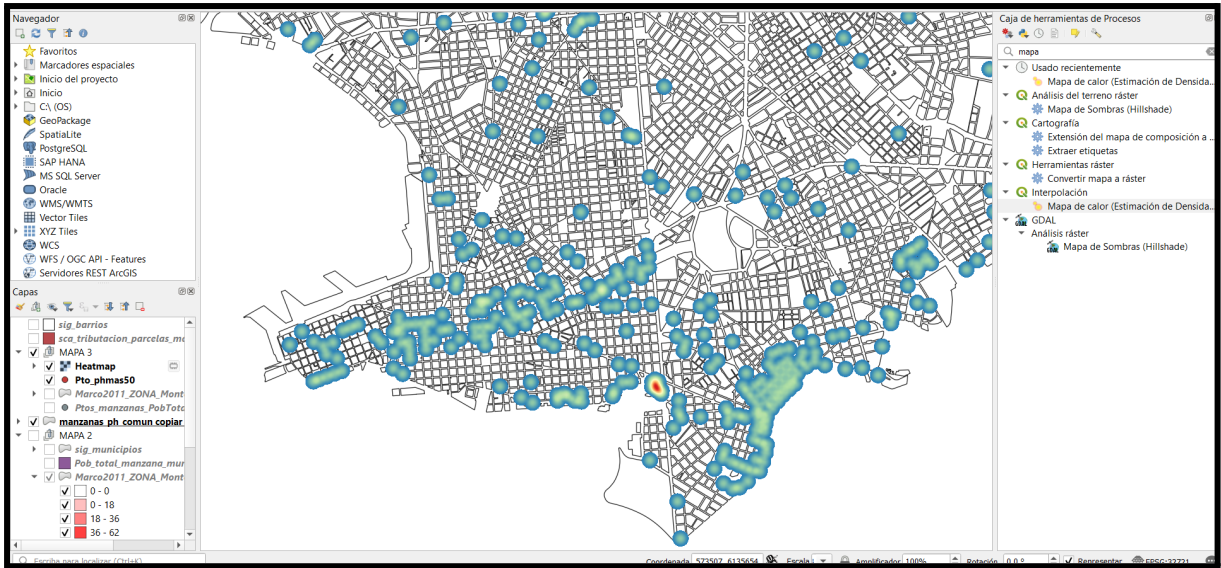 Navegador
Favoritos
Marcadores espaciales
Inicio del proyecto
Inicio
C:\ (OS)
GeoPackage
SpatiaLite
PostgreSQL
SAP HANA
MS SQL Server
Oracle
WMS/WMTS
Vector Tiles
XYZ Tiles
WCS
WFS / OGC API - Features
Servidores REST ArcGIS
Capas
sig_barrios
sca_tributacion_parcelas_mo
MAPA 3
Heatmap
Pto_phmas50
Marco2011_ZONA_Mont
Ptos_manzanas_PobTota
manzanas_ph_comun copiar
MAPA 2
sig_municipios
Pob_total_manzana_mun
Marco2011_ZONA_Mont
0 - 0
0 - 18
18 - 36
36 - 62
Escriba para localizar (Ctrl+K)
Coordenada 573507, 6135654 Escala Amplificador 100% Rotación 0,0 ° Representar EPSG:32721
Caja de herramientas de Procesos
mapa
Usado recientemente
Mapa de calor (Estimación de Densida...
Análisis del terreno ráster
Mapa de Sombras (Hillshade)
Cartografía
Extensión del mapa de composición a ...
Extraer etiquetas
Herramientas ráster
Convertir mapa a ráster
Interpolación
Mapa de calor (Estimación de Densida...
GDAL
Análisis ráster
Mapa de Sombras (Hillshade)